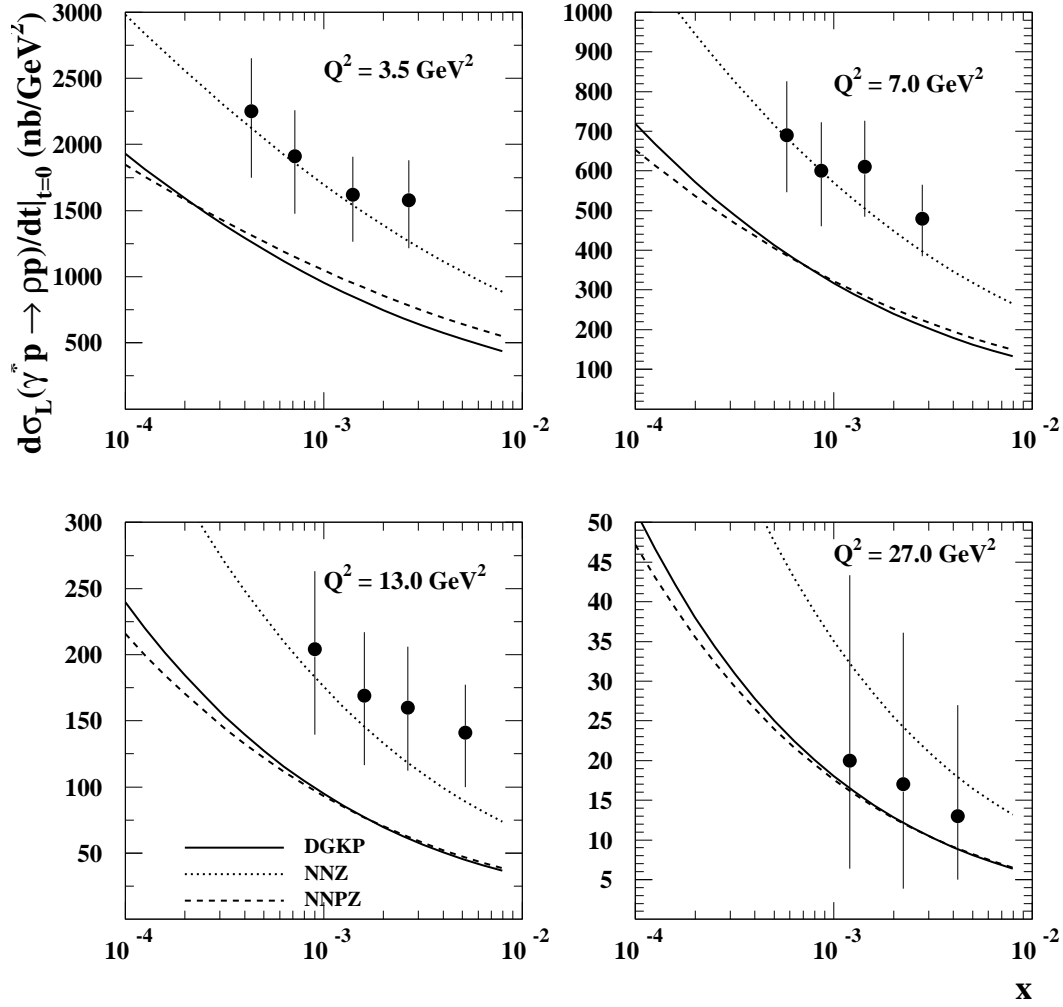 dσ_L(γ* p → ρp)/dt|_{t=0} (nb/GeV²)
3000
2500
2000
1500
1000
500
Q² = 3.5 GeV²
10⁻⁴ 10⁻³ 10⁻²
1000
900
800
700
600
500
400
300
200
100
Q² = 7.0 GeV²
10⁻⁴ 10⁻³ 10⁻²
300
250
200
150
100
50
Q² = 13.0 GeV²
DGKP
NNZ
NNPZ
10⁻⁴ 10⁻³ 10⁻²
50
45
40
35
30
25
20
15
10
5
Q² = 27.0 GeV²
10⁻⁴ 10⁻³ 10⁻²
x